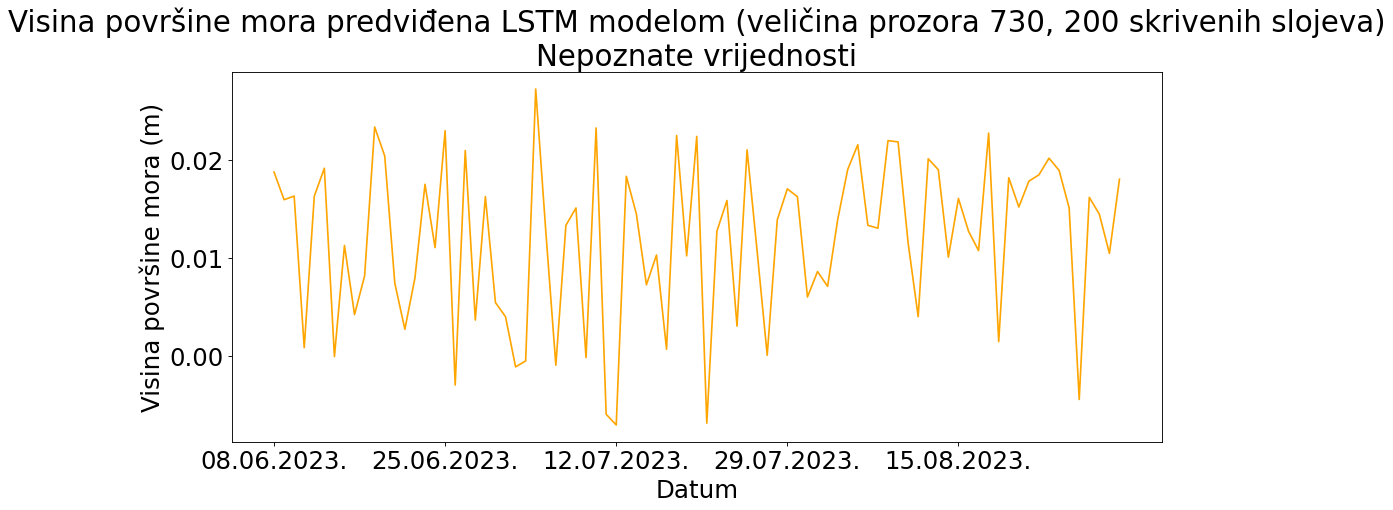 Visina površine mora predviđena LSTM modelom (veličina prozora 730, 200 skrivenih slojeva)
Nepoznate vrijednosti
Visina površine mora (m)
0.02
0.01
0.00
08.06.2023.
25.06.2023.
12.07.2023.
29.07.2023.
15.08.2023.
Datum